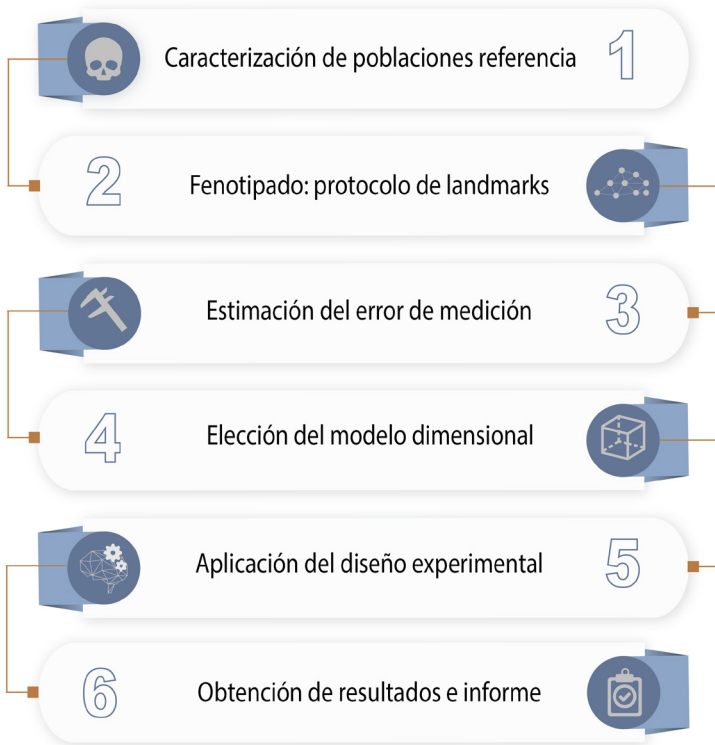 Caracterización de poblaciones referencia 1
2 Fenotipado: protocolo de landmarks
Estimación del error de medición 3
4 Elección del modelo dimensional
Aplicación del diseño experimental 5
6 Obtención de resultados e informe